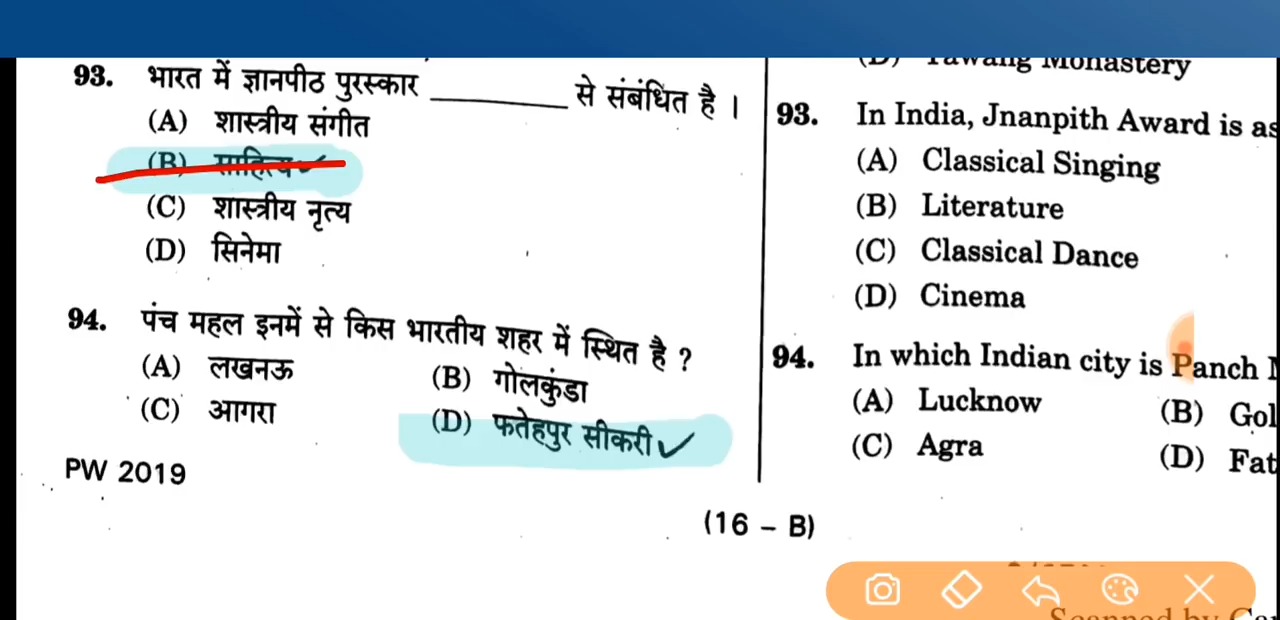 93. भारत में ज्ञानपीठ पुरस्कार ________ से संबंधित है ।
(A) शास्त्रीय संगीत
(B) साहित्य ✓
(C) शास्त्रीय नृत्य
(D) सिनेमा
94. पंच महल इनमें से किस भारतीय शहर में स्थित है ?
(A) लखनऊ (B) गोलकुंडा
(C) आगरा (D) फतेहपुर सीकरी ✓
PW 2019
(D) Tawang Monastery
93. In India, Jnanpith Award is as
(A) Classical Singing
(B) Literature
(C) Classical Dance
(D) Cinema
94. In which Indian city is Panch
(A) Lucknow (B) Gol
(C) Agra (D) Fat
(16 – B)
Scanned by